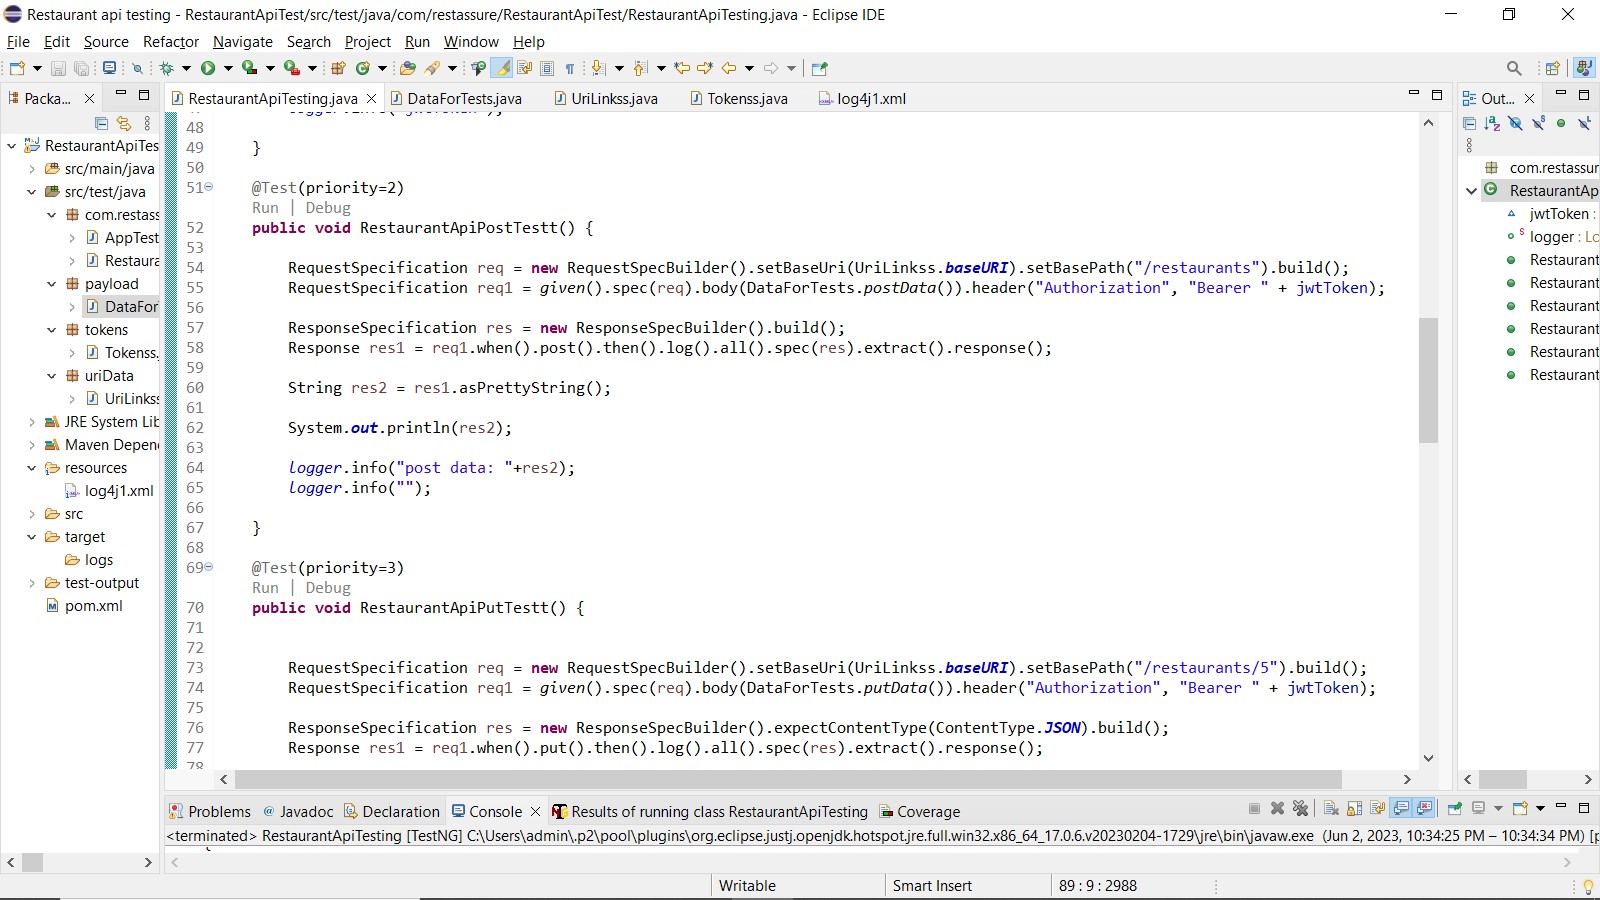 Restaurant api testing - RestaurantApiTest/src/test/java/com/restassure/RestaurantApiTest/RestaurantApiTesting.java - Eclipse IDE
File Edit Source Refactor Navigate Search Project Run Window Help
Packa...
RestaurantApiTes
src/main/java
src/test/java
com.restass
AppTest
Restaura
payload
DataFor
tokens
Tokenss.
uriData
UriLinkss
JRE System Lib
Maven Depen
resources
log4j1.xml
src
target
logs
test-output
pom.xml
RestaurantApiTesting.java DataForTests.java UriLinkss.java Tokenss.java log4j1.xml
48
49 }
50
51 @Test(priority=2)
Run | Debug
52 public void RestaurantApiPostTestt() {
53
54 RequestSpecification req = new RequestSpecBuilder().setBaseUri(UriLinkss.baseURI).setBasePath("/restaurants").build();
55 RequestSpecification req1 = given().spec(req).body(DataForTests.postData()).header("Authorization", "Bearer " + jwtToken);
56
57 ResponseSpecification res = new ResponseSpecBuilder().build();
58 Response res1 = req1.when().post().then().log().all().spec(res).extract().response();
59
60 String res2 = res1.asPrettyString();
61
62 System.out.println(res2);
63
64 logger.info("post data: "+res2);
65 logger.info("");
66
67 }
68
69 @Test(priority=3)
Run | Debug
70 public void RestaurantApiPutTestt() {
71
72
73 RequestSpecification req = new RequestSpecBuilder().setBaseUri(UriLinkss.baseURI).setBasePath("/restaurants/5").build();
74 RequestSpecification req1 = given().spec(req).body(DataForTests.putData()).header("Authorization", "Bearer " + jwtToken);
75
76 ResponseSpecification res = new ResponseSpecBuilder().expectContentType(ContentType.JSON).build();
77 Response res1 = req1.when().put().then().log().all().spec(res).extract().response();
78
Out...
com.restassur
RestaurantAp
jwtToken :
logger : Lo
Restaurant
Restaurant
Restaurant
Restaurant
Restaurant
Restaurant
Problems Javadoc Declaration Console Results of running class RestaurantApiTesting Coverage
<terminated> RestaurantApiTesting [TestNG] C:\Users\admin\.p2\pool\plugins\org.eclipse.justj.openjdk.hotspot.jre.full.win32.x86_64_17.0.6.v20230204-1729\jre\bin\javaw.exe (Jun 2, 2023, 10:34:25 PM – 10:34:34 PM) [p
Writable Smart Insert 89 : 9 : 2988